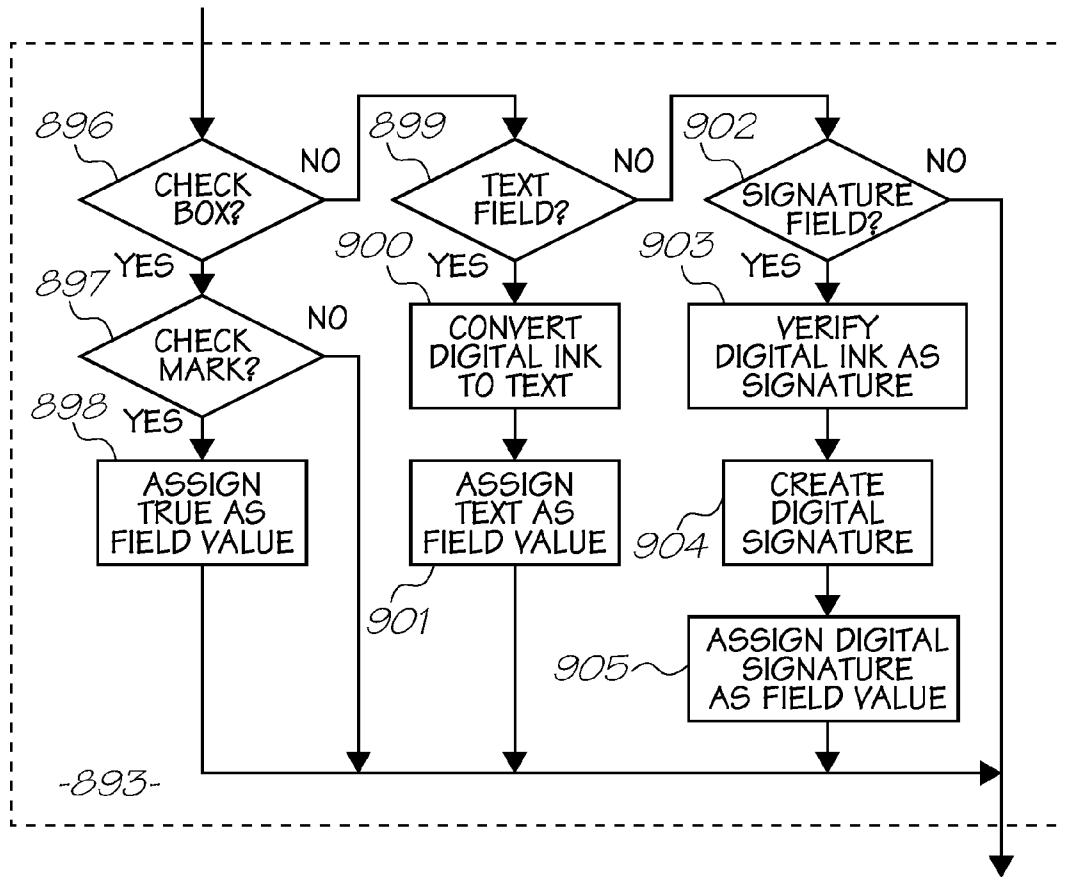 896
CHECK
BOX?
NO
YES
897
CHECK
MARK?
NO
YES
898
ASSIGN
TRUE AS
FIELD VALUE
899
TEXT
FIELD?
NO
YES
900
CONVERT
DIGITAL INK
TO TEXT
ASSIGN
TEXT AS
FIELD VALUE
901
902
SIGNATURE
FIELD?
NO
YES
903
VERIFY
DIGITAL INK AS
SIGNATURE
CREATE
DIGITAL
SIGNATURE
904
ASSIGN DIGITAL
SIGNATURE
AS FIELD VALUE
905
-893-